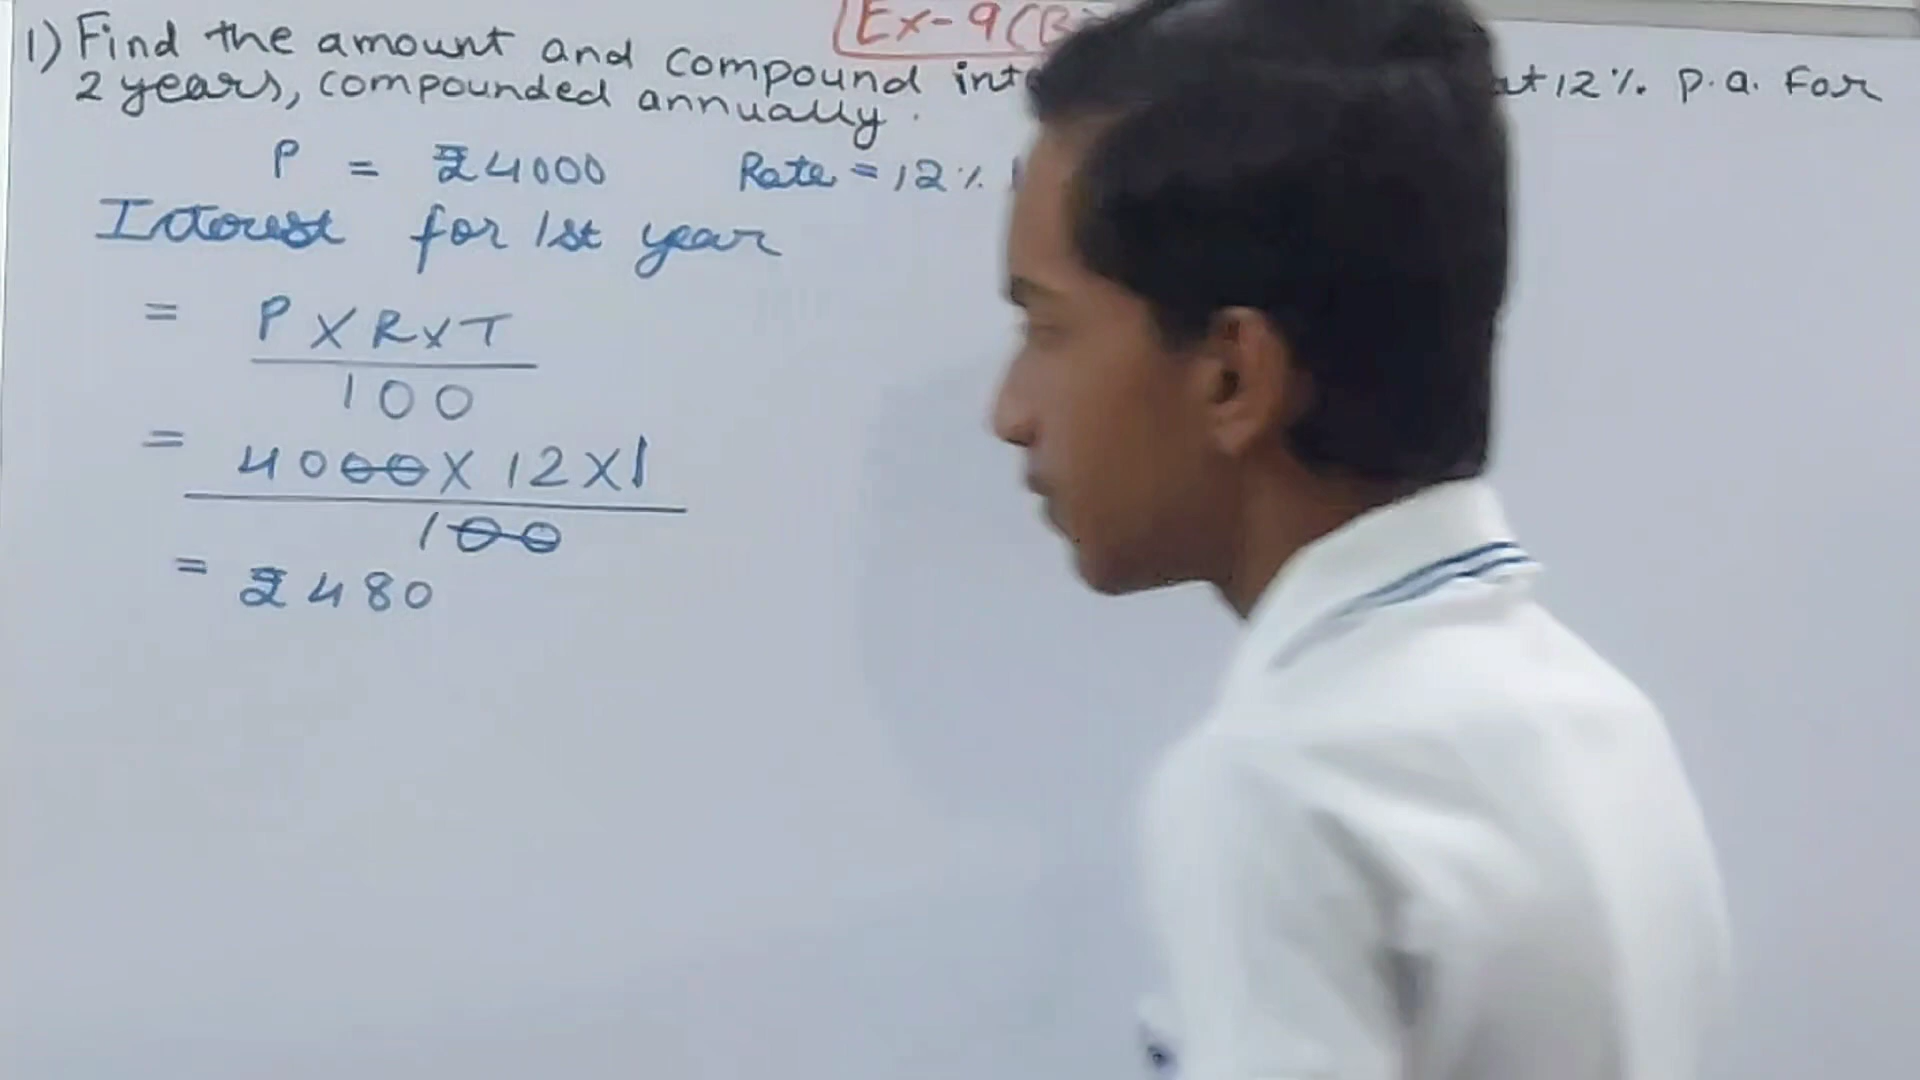 Ex-9(B
1) Find the amount and compound at 12%. p.a. For
2 years, compounded annually.
P = ₹4000 Rate = 12%
Interest for 1st year
= P X R X T
100
= 4000 X 12 X 1
100
= ₹480